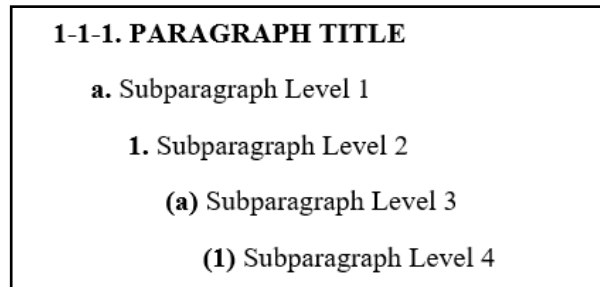 1-1-1. PARAGRAPH TITLE
a. Subparagraph Level 1
1. Subparagraph Level 2
(a) Subparagraph Level 3
(1) Subparagraph Level 4